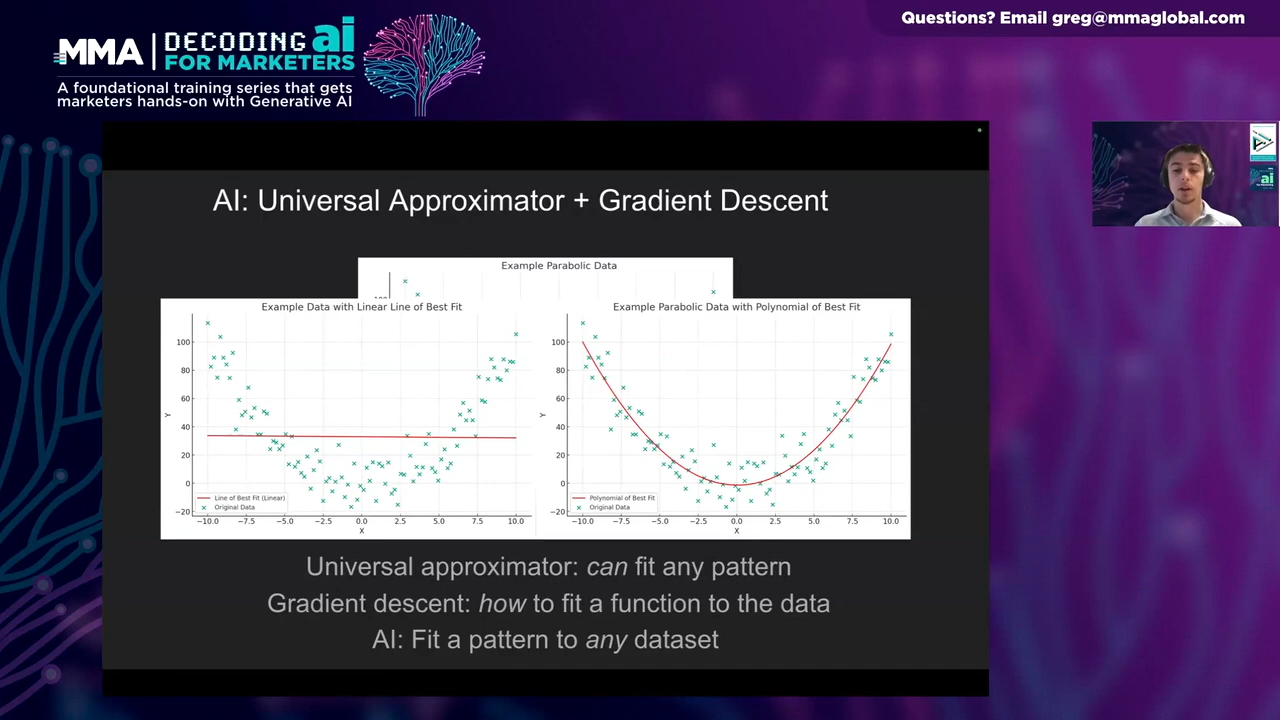 Questions? Email greg@mmaglobal.com
MMA
DECODING ai
FOR MARKETERS
A foundational training series that gets
marketers hands-on with Generative AI
AI: Universal Approximator + Gradient Descent
Example Parabolic Data
100
Example Data with Linear Line of Best Fit
100
80
60
40
20
0
−20
Y
Line of Best Fit (Linear)
Original Data
−10.0 −7.5 −5.0 −2.5 0.0 2.5 5.0 7.5 10.0
X
Example Parabolic Data with Polynomial of Best Fit
100
80
60
40
20
0
−20
Y
Polynomial of Best Fit
Original Data
−10.0 −7.5 −5.0 −2.5 0.0 2.5 5.0 7.5 10.0
X
Universal approximator: can fit any pattern
Gradient descent: how to fit a function to the data
AI: Fit a pattern to any dataset
ai